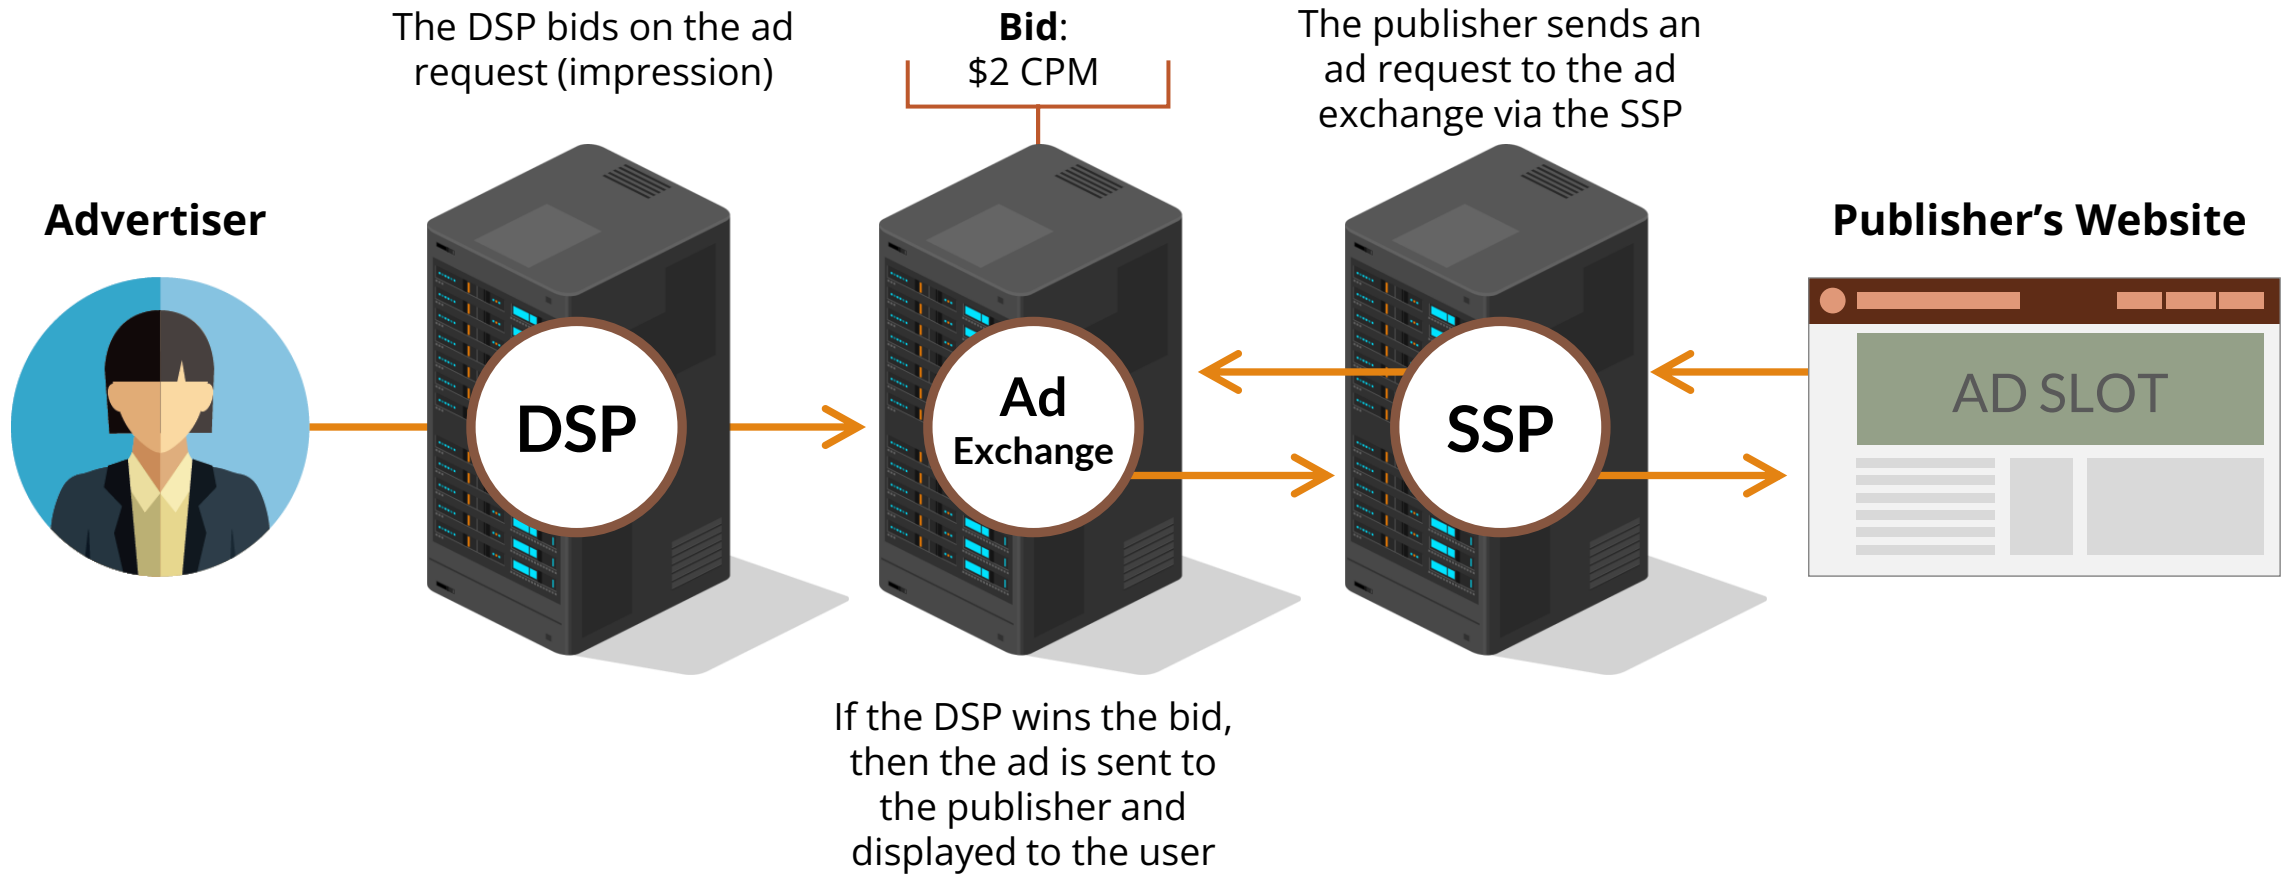 The DSP bids on the ad
request (impression)
Bid:
$2 CPM
The publisher sends an
ad request to the ad
exchange via the SSP
Advertiser
Publisher’s Website
DSP
Ad
Exchange
SSP
AD SLOT
If the DSP wins the bid,
then the ad is sent to
the publisher and
displayed to the user